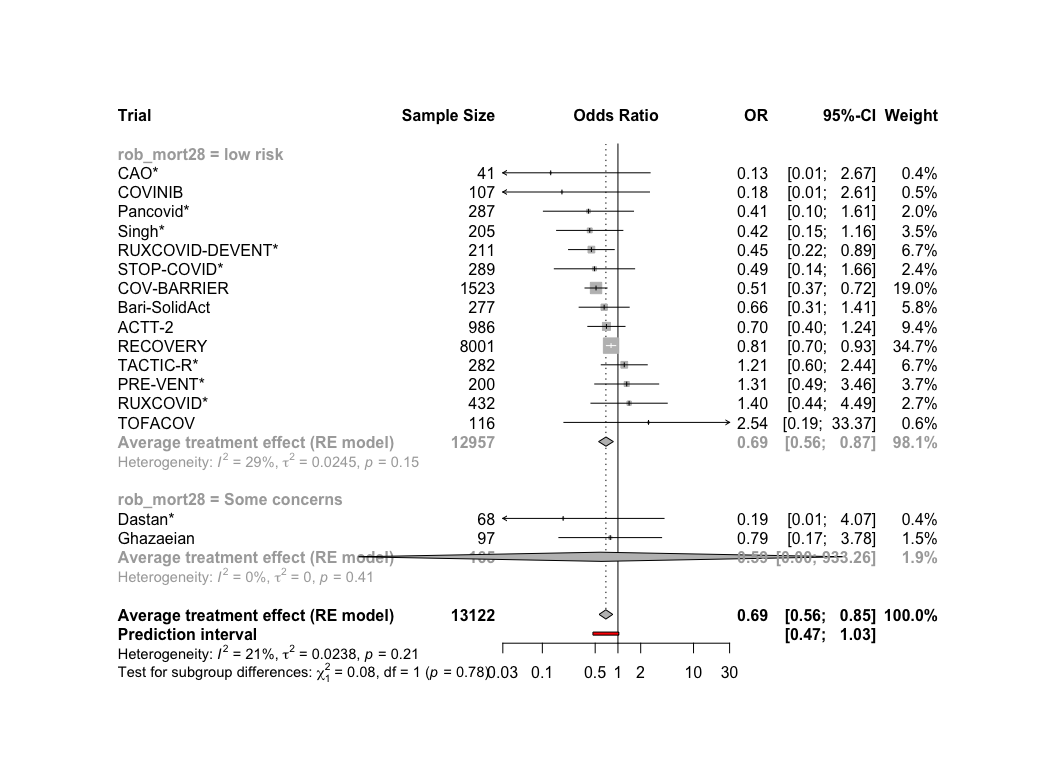 Trial Sample Size Odds Ratio OR 95%-CI Weight
rob_mort28 = low risk
CAO* 41 0.13 [0.01; 2.67] 0.4%
COVINIB 107 0.18 [0.01; 2.61] 0.5%
Pancovid* 287 0.41 [0.10; 1.61] 2.0%
Singh* 205 0.42 [0.15; 1.16] 3.5%
RUXCOVID-DEVENT* 211 0.45 [0.22; 0.89] 6.7%
STOP-COVID* 289 0.49 [0.14; 1.66] 2.4%
COV-BARRIER 1523 0.51 [0.37; 0.72] 19.0%
Bari-SolidAct 277 0.66 [0.31; 1.41] 5.8%
ACTT-2 986 0.70 [0.40; 1.24] 9.4%
RECOVERY 8001 0.81 [0.70; 0.93] 34.7%
TACTIC-R* 282 1.21 [0.60; 2.44] 6.7%
PRE-VENT* 200 1.31 [0.49; 3.46] 3.7%
RUXCOVID* 432 1.40 [0.44; 4.49] 2.7%
TOFACOV 116 2.54 [0.19; 33.37] 0.6%
Average treatment effect (RE model) 12957 0.69 [0.56; 0.87] 98.1%
Heterogeneity: I² = 29%, τ² = 0.0245, p = 0.15
rob_mort28 = Some concerns
Dastan* 68 0.19 [0.01; 4.07] 0.4%
Ghazaeian 97 0.79 [0.17; 3.78] 1.5%
Average treatment effect (RE model) 165 0.59 [0.00; 933.26] 1.9%
Heterogeneity: I² = 0%, τ² = 0, p = 0.41
Average treatment effect (RE model) 13122 0.69 [0.56; 0.85] 100.0%
Prediction interval [0.47; 1.03]
Heterogeneity: I² = 21%, τ² = 0.0238, p = 0.21
Test for subgroup differences: χ²₁ = 0.08, df = 1 (p = 0.78)
0.03 0.1 0.5 1 2 10 30